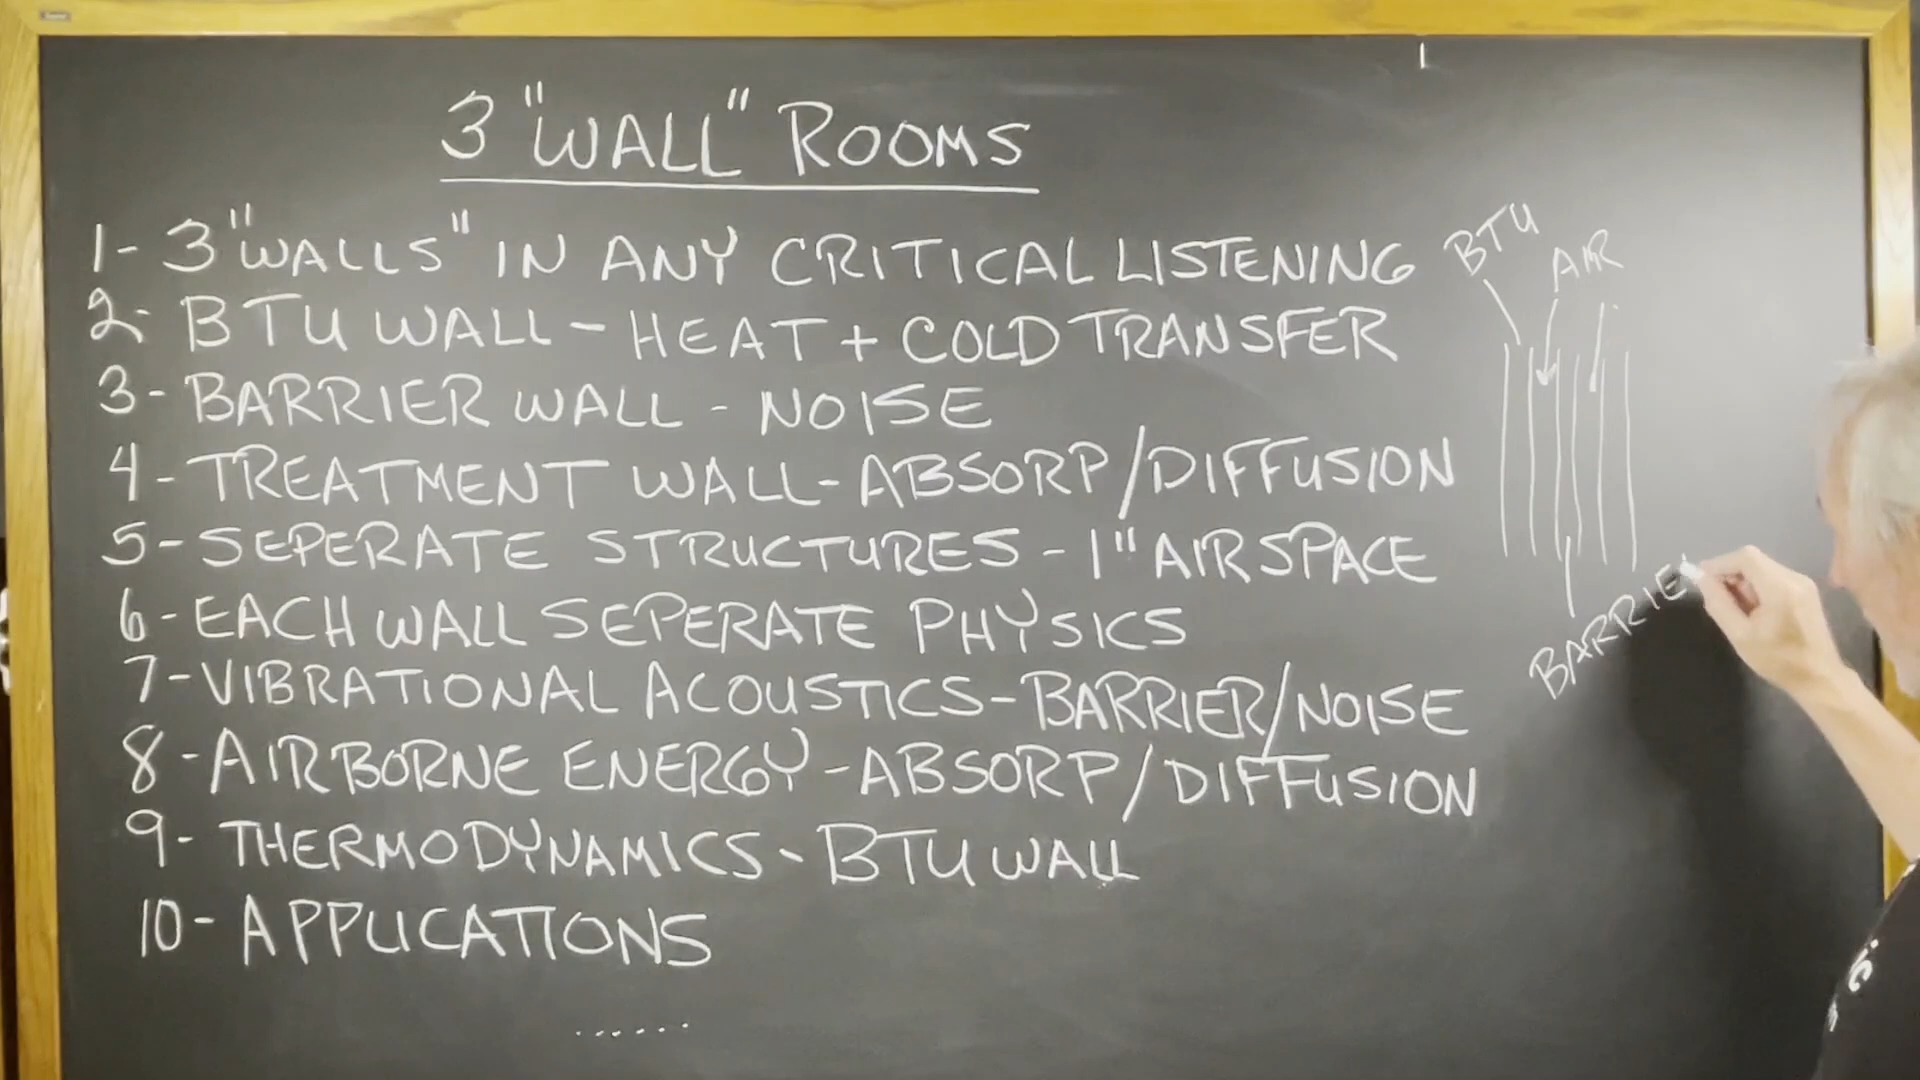 3 "WALL" ROOMS
1- 3 "WALLS" IN ANY CRITICAL LISTENING
2- BTU WALL - HEAT + COLD TRANSFER
3- BARRIER WALL - NOISE
4- TREATMENT WALL - ABSORP/DIFFUSION
5- SEPERATE STRUCTURES - 1" AIR SPACE
6- EACH WALL SEPERATE PHYSICS
7- VIBRATIONAL ACOUSTICS - BARRIER/NOISE
8- AIRBORNE ENERGY - ABSORP/DIFFUSION
9- THERMODYNAMICS - BTU WALL
10- APPLICATIONS
......
BTU
AIR
BARRIE